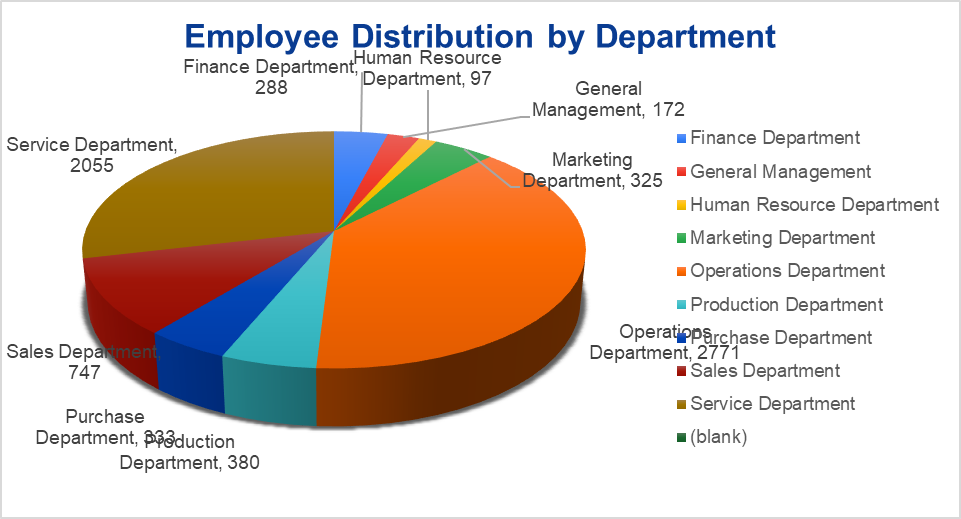 Employee Distribution by Department
Finance Department,
288
Human Resource
Department, 97
General
Management, 172
Marketing
Department, 325
Service Department,
2055
Operations
Department, 2771
Sales Department,
747
Purchase
Department, 333
Production
Department, 380
Finance Department
General Management
Human Resource Department
Marketing Department
Operations Department
Production Department
Purchase Department
Sales Department
Service Department
(blank)